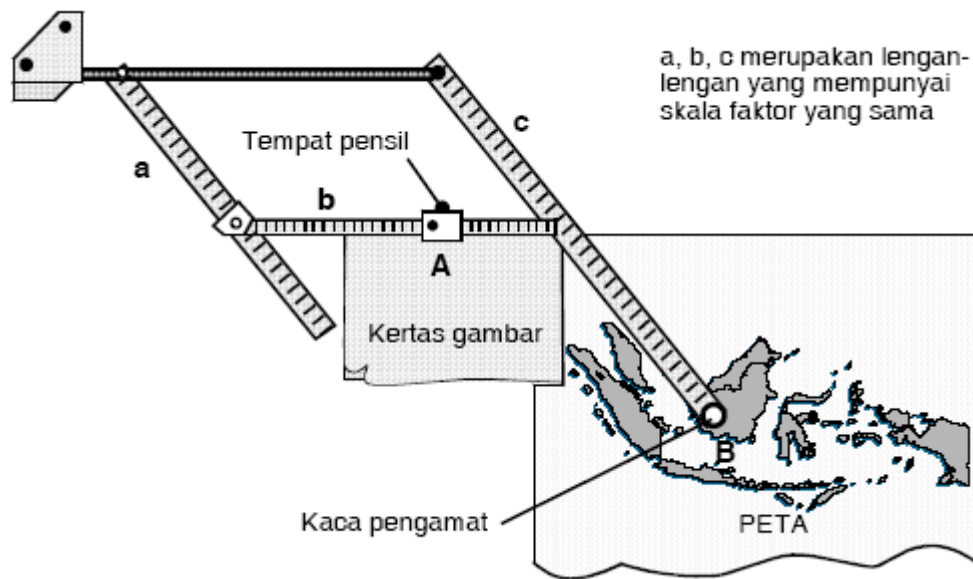 a, b, c merupakan lengan-
lengan yang mempunyai
skala faktor yang sama
c
Tempat pensil
a
b
A
Kertas gambar
B
Kaca pengamat
PETA